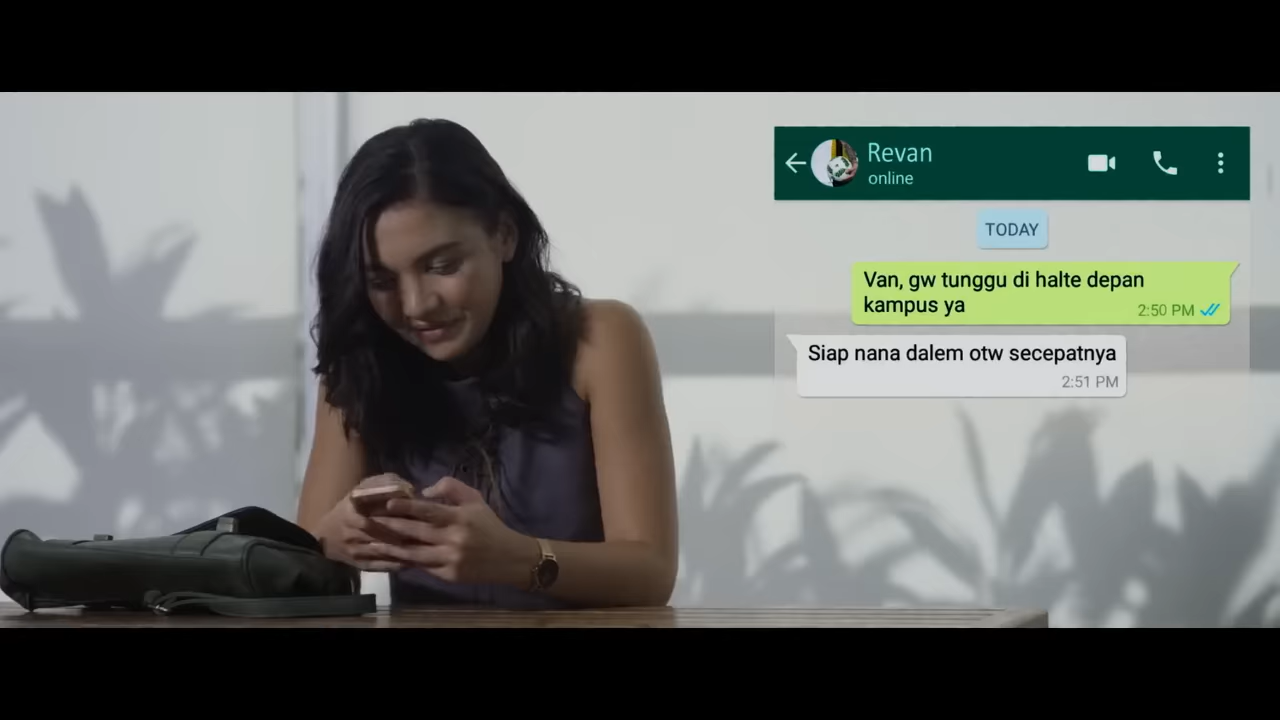 Revan
online
TODAY
Van, gw tunggu di halte depan
kampus ya
2:50 PM
Siap nana dalem otw secepatnya
2:51 PM